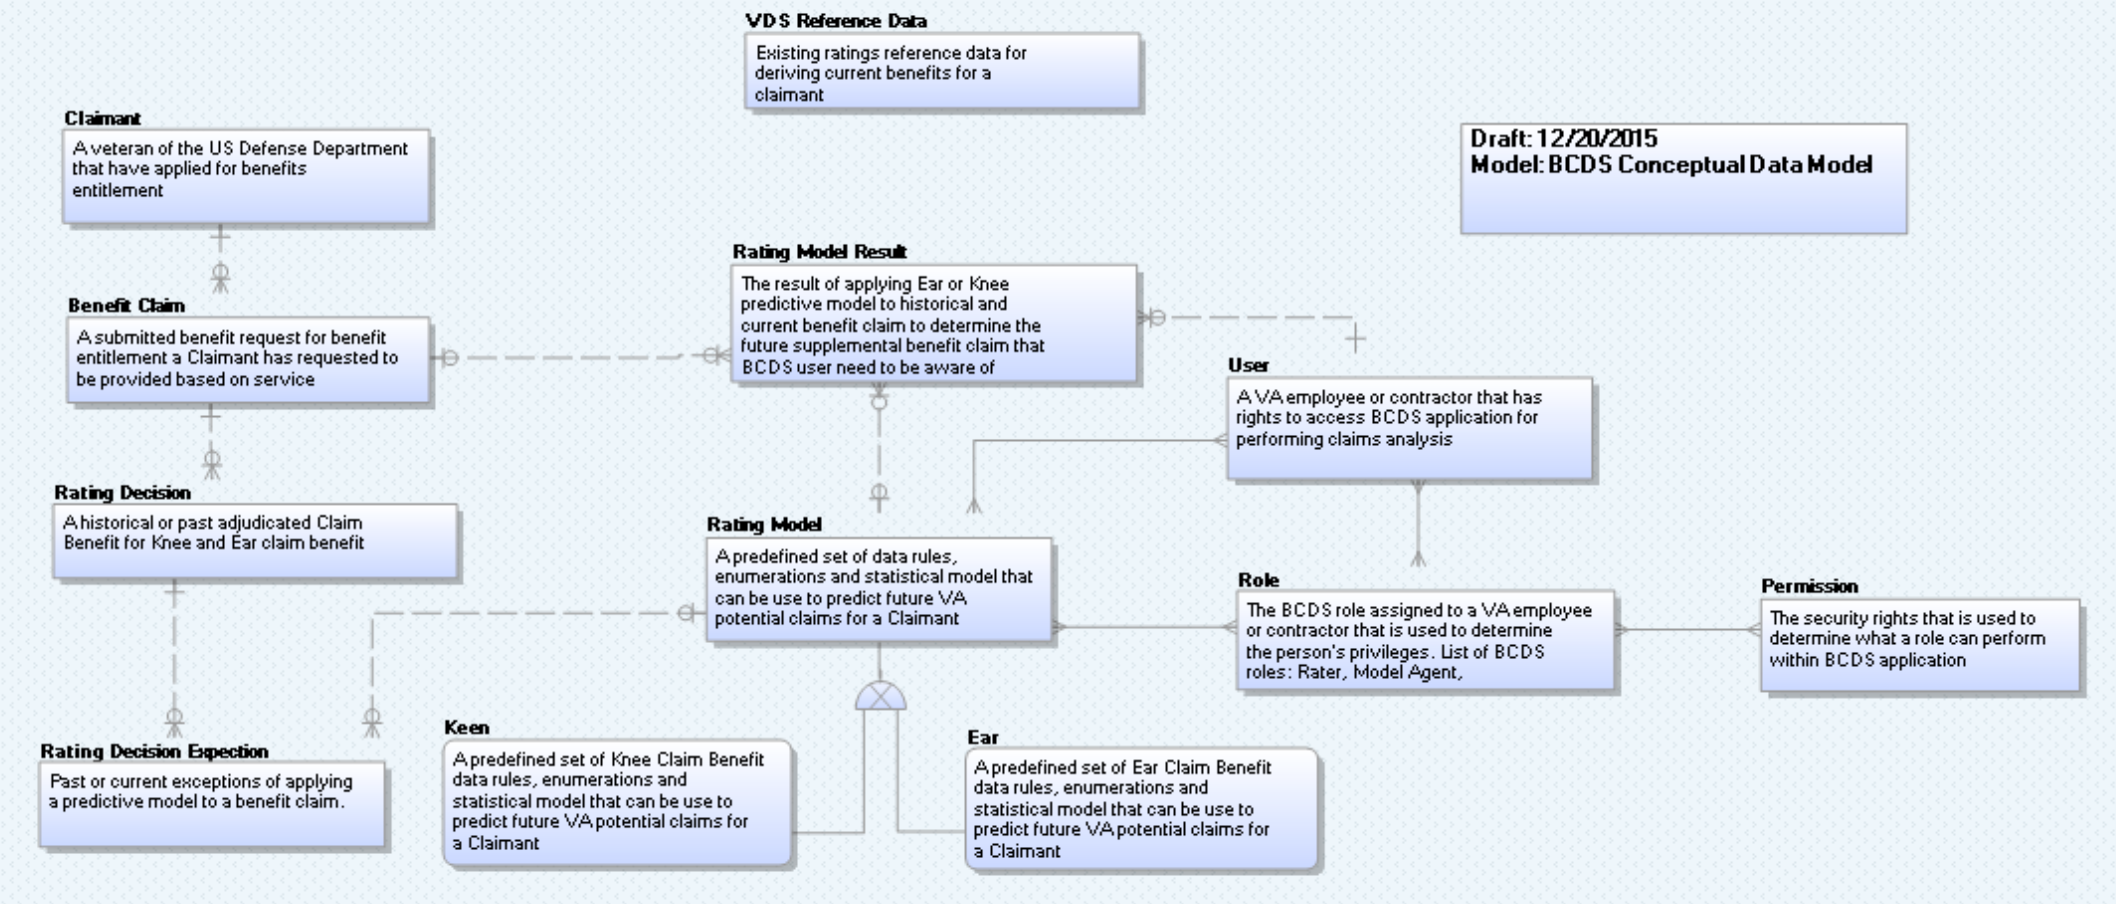 VDS Reference Data
Existing ratings reference data for
deriving current benefits for a
claimant
Claimant
A veteran of the US Defense Department
that have applied for benefits
entitlement
Draft: 12/20/2015
Model: BCDS Conceptual Data Model
Rating Model Result
The result of applying Ear or Knee
predictive model to historical and
current benefit claim to determine the
future supplemental benefit claim that
BCDS user need to be aware of
Benefit Claim
A submitted benefit request for benefit
entitlement a Claimant has requested to
be provided based on service
User
A VA employee or contractor that has
rights to access BCDS application for
performing claims analysis
Rating Decision
A historical or past adjudicated Claim
Benefit for Knee and Ear claim benefit
Rating Model
A predefined set of data rules,
enumerations and statistical model that
can be use to predict future VA
potential claims for a Claimant
Role
The BCDS role assigned to a VA employee
or contractor that is used to determine
the person's privileges. List of BCDS
roles: Rater, Model Agent,
Permission
The security rights that is used to
determine what a role can perform
within BCDS application
Rating Decision Expection
Past or current exceptions of applying
a predictive model to a benefit claim.
Keen
A predefined set of Knee Claim Benefit
data rules, enumerations and
statistical model that can be use to
predict future VA potential claims for
a Claimant
Ear
A predefined set of Ear Claim Benefit
data rules, enumerations and
statistical model that can be use to
predict future VA potential claims for
a Claimant